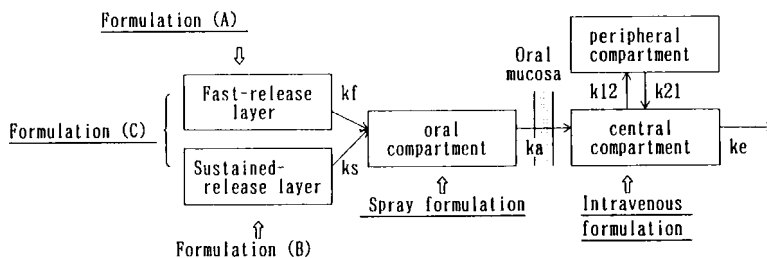 Formulation (A)
Fast-release
layer
kf
Formulation (C)
Sustained-
release layer
ks
Formulation (B)
oral
compartment
Spray formulation
Oral
mucosa
ka
peripheral
compartment
k12
k21
central
compartment
ke
Intravenous
formulation